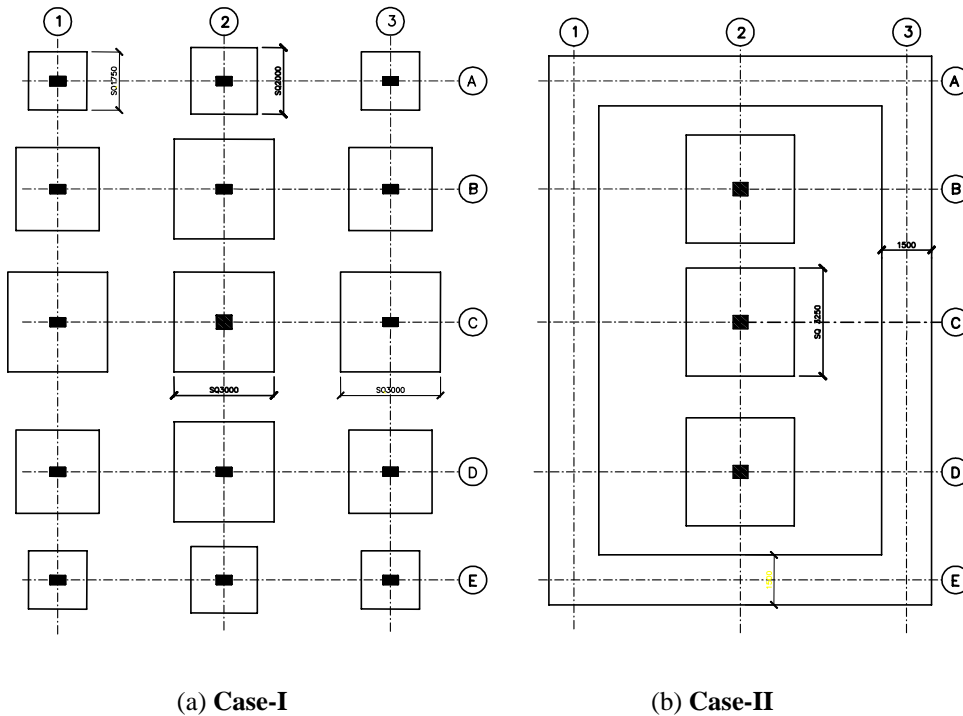 1 2 3
A
SQ1750
SQ2000
B
C
SQ3000
SQ3000
D
E
(a) Case-I
1 2 3
A
B
1500
SQ 3250
C
D
E
(b) Case-II